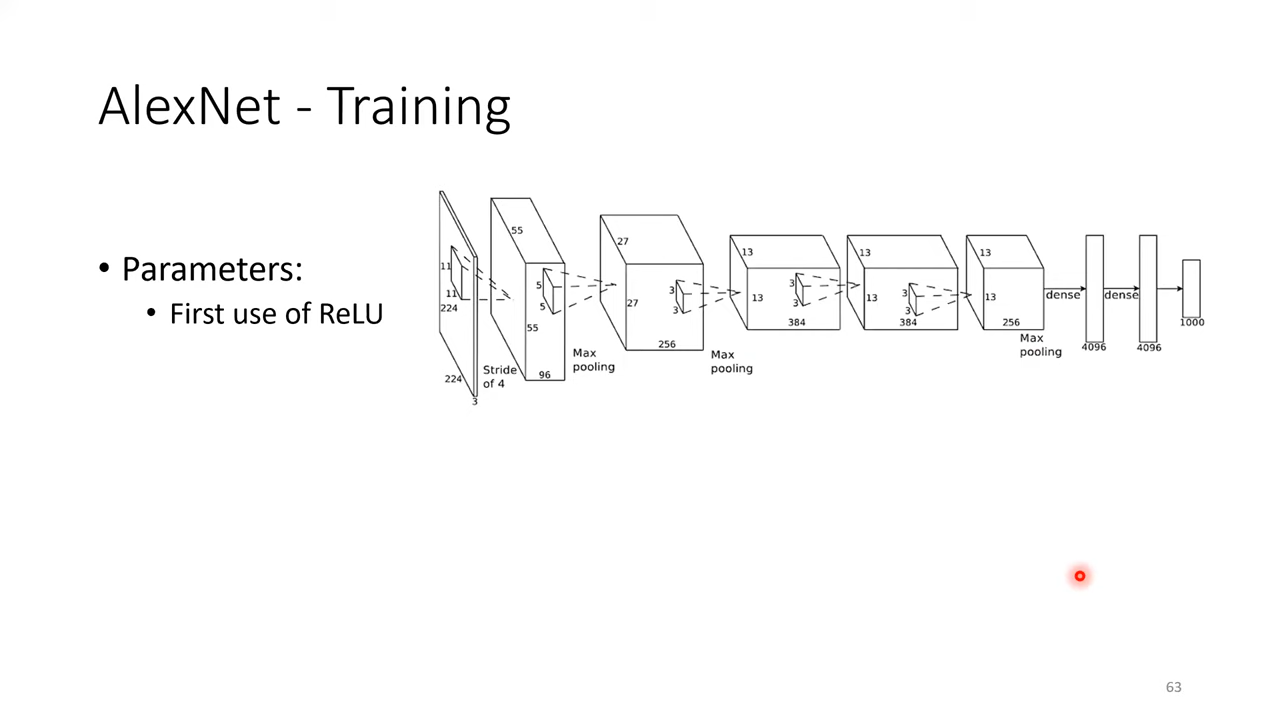 AlexNet - Training
• Parameters:
• First use of ReLU
11
11
224
224
3
Stride
of 4
55
55
96
5
5
Max
pooling
27
27
256
3
3
Max
pooling
13
13
384
3
3
13
13
384
3
3
13
13
256
Max
pooling
dense
4096
dense
4096
1000
63